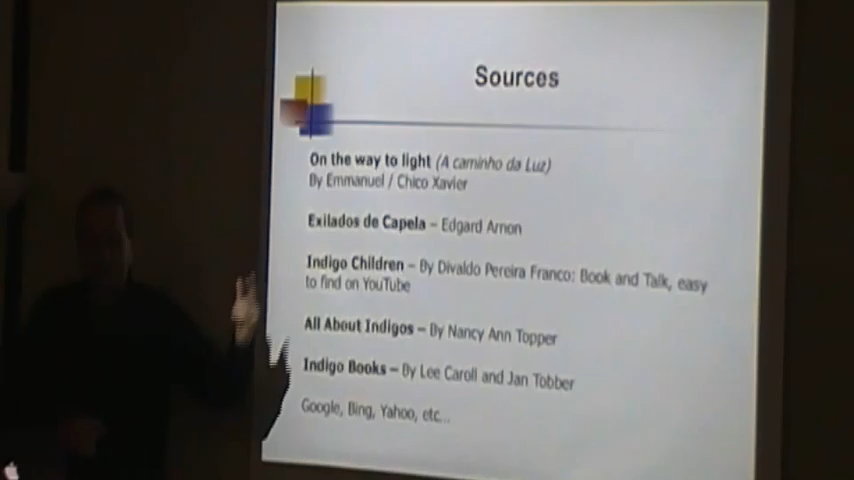 Sources
On the way to light (A caminho da Luz)
By Emmanuel / Chico Xavier
Exilados de Capela – Edgard Armon
Indigo Children – By Divaldo Pereira Franco: Book and Talk, easy
to find on YouTube
All About Indigos – By Nancy Ann Topper
Indigo Books – By Lee Caroll and Jan Tobber
Google, Bing, Yahoo, etc...